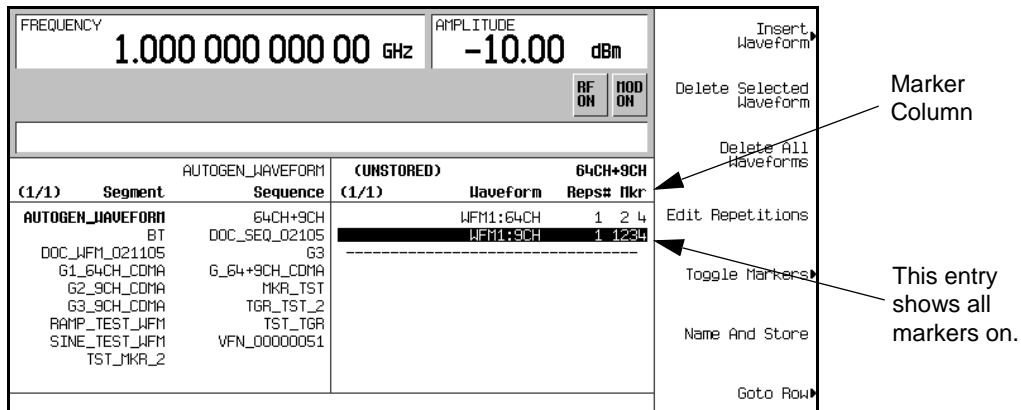 FREQUENCY
1.000 000 000 00 GHz
AMPLITUDE
-10.00 dBm
RF ON
MOD ON
AUTOGEN_WAVEFORM
(UNSTORED) 64CH+9CH
(1/1) Segment Sequence
(1/1) Waveform Reps# Mkr
AUTOGEN_WAVEFORM 64CH+9CH
BT DOC_SEQ_02105
DOC_WFM_021105 G3
G1_64CH_CDMA G_64+9CH_CDMA
G2_9CH_CDMA MKR_TST
G3_9CH_CDMA TGR_TST_2
RAMP_TEST_WFM TST_TGR
SINE_TEST_WFM VFN_00000051
TST_MKR_2
WFM1:64CH 1 2 4
WFM1:9CH 1 1234
Insert
Waveform
Delete Selected
Waveform
Delete All
Waveforms
Edit Repetitions
Toggle Markers
Name And Store
Goto Row
Marker
Column
This entry
shows all
markers on.